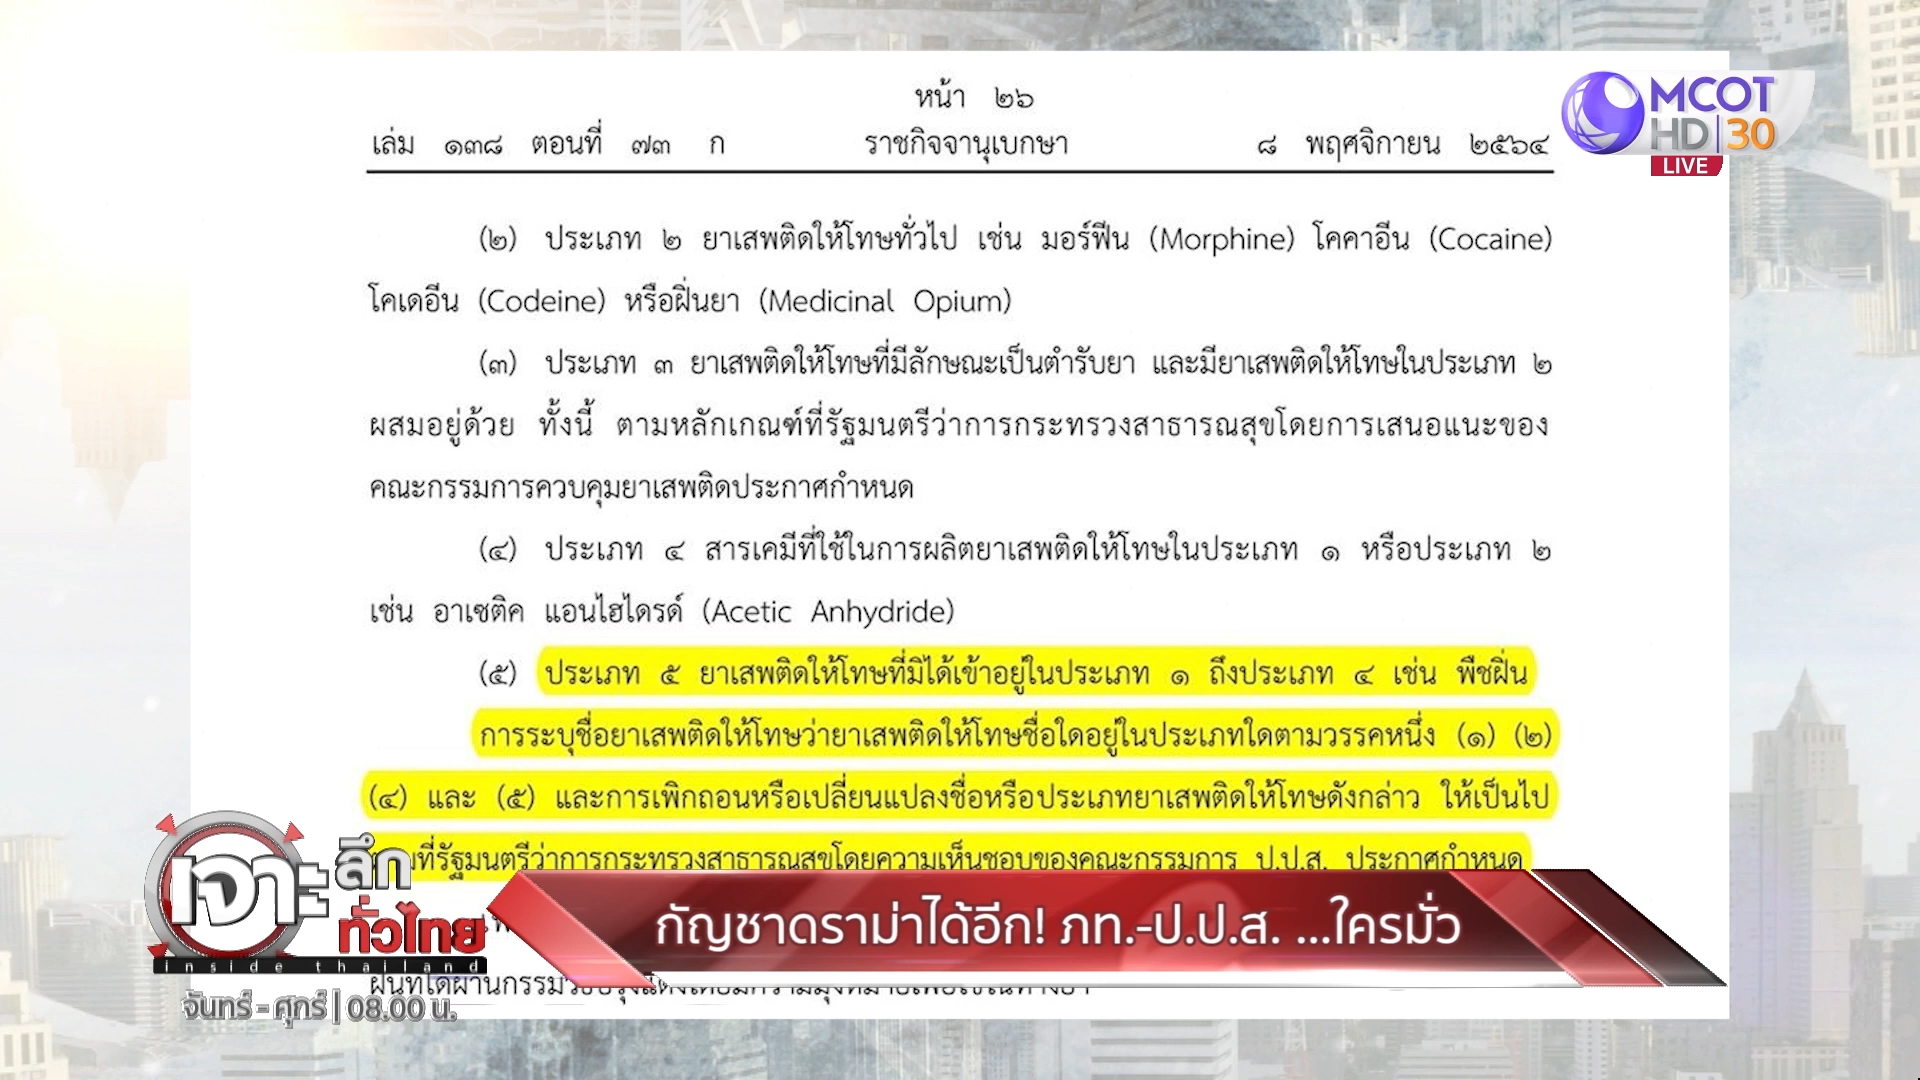 หน้า ๒๖
เล่ม ๑๓๘ ตอนที่ ๗๓ ก ราชกิจจานุเบกษา ๘ พฤศจิกายน ๒๕๖๔
MCOT
HD 30
LIVE
(๒) ประเภท ๒ ยาเสพติดให้โทษทั่วไป เช่น มอร์ฟีน (Morphine) โคคาอีน (Cocaine)
โคเดอีน (Codeine) หรือฝิ่นยา (Medicinal Opium)
(๓) ประเภท ๓ ยาเสพติดให้โทษที่มีลักษณะเป็นตำรับยา และมียาเสพติดให้โทษในประเภท ๒
ผสมอยู่ด้วย ทั้งนี้ ตามหลักเกณฑ์ที่รัฐมนตรีว่าการกระทรวงสาธารณสุขโดยการเสนอแนะของ
คณะกรรมการควบคุมยาเสพติดประกาศกำหนด
(๔) ประเภท ๔ สารเคมีที่ใช้ในการผลิตยาเสพติดให้โทษในประเภท ๑ หรือประเภท ๒
เช่น อาเซติค แอนไฮไดรด์ (Acetic Anhydride)
(๕) ประเภท ๕ ยาเสพติดให้โทษที่มิได้เข้าอยู่ในประเภท ๑ ถึงประเภท ๔ เช่น พืชฝิ่น
การระบุชื่อยาเสพติดให้โทษว่ายาเสพติดให้โทษชื่อใดอยู่ในประเภทใดตามวรรคหนึ่ง (๑) (๒)
(๔) และ (๕) และการเพิกถอนหรือเปลี่ยนแปลงชื่อหรือประเภทยาเสพติดให้โทษดังกล่าว ให้เป็นไป
ที่รัฐมนตรีว่าการกระทรวงสาธารณสุขโดยความเห็นชอบของคณะกรรมการ ป.ป.ส. ประกาศกำหนด
เจาะลึกทั่วไทย
inside thailand
จันทร์ - ศุกร์ | 08.00 น.
กัญชาดราม่าได้อีก! ภท.-ป.ป.ส. ...ใครมั่ว